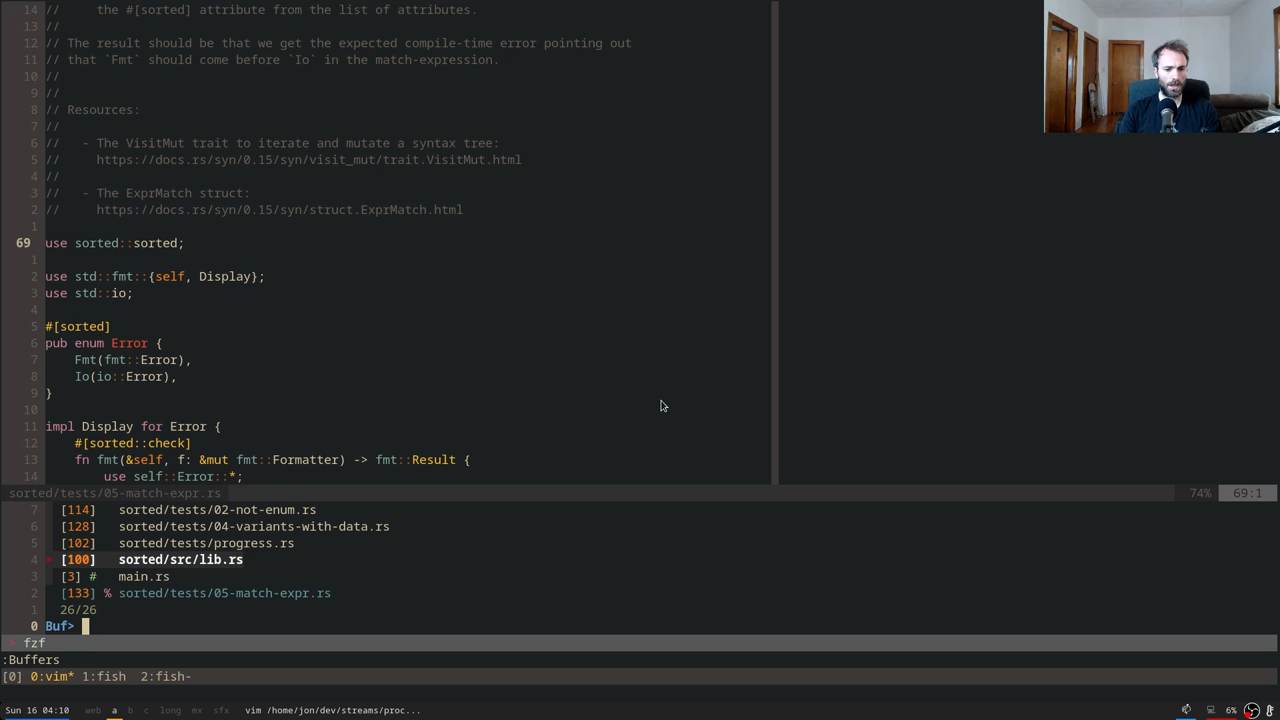 14 //     the #[sorted] attribute from the list of attributes.
13 //
12 // The result should be that we get the expected compile-time error pointing out
11 // that `Fmt` should come before `Io` in the match-expression.
10 //
9 //
8 // Resources:
7 //
6 //   - The VisitMut trait to iterate and mutate a syntax tree:
5 //     https://docs.rs/syn/0.15/syn/visit_mut/trait.VisitMut.html
4 //
3 //   - The ExprMatch struct:
2 //     https://docs.rs/syn/0.15/syn/struct.ExprMatch.html
1
69 use sorted::sorted;
1
2 use std::fmt::{self, Display};
3 use std::io;
4
5 #[sorted]
6 pub enum Error {
7     Fmt(fmt::Error),
8     Io(io::Error),
9 }
10
11 impl Display for Error {
12     #[sorted::check]
13     fn fmt(&self, f: &mut fmt::Formatter) -> fmt::Result {
14         use self::Error::*;
sorted/tests/05-match-expr.rs 74% 69:1
7 [114] sorted/tests/02-not-enum.rs
6 [128] sorted/tests/04-variants-with-data.rs
5 [102] sorted/tests/progress.rs
4 [100] sorted/src/lib.rs
3 [3] # main.rs
2 [133] % sorted/tests/05-match-expr.rs
1 26/26
0 Buf>
> fzf
:Buffers
[0] 0:vim* 1:fish 2:fish-
Sun 16 04:10 web a b c long mx sfx vim /home/jon/dev/streams/proc... 6%